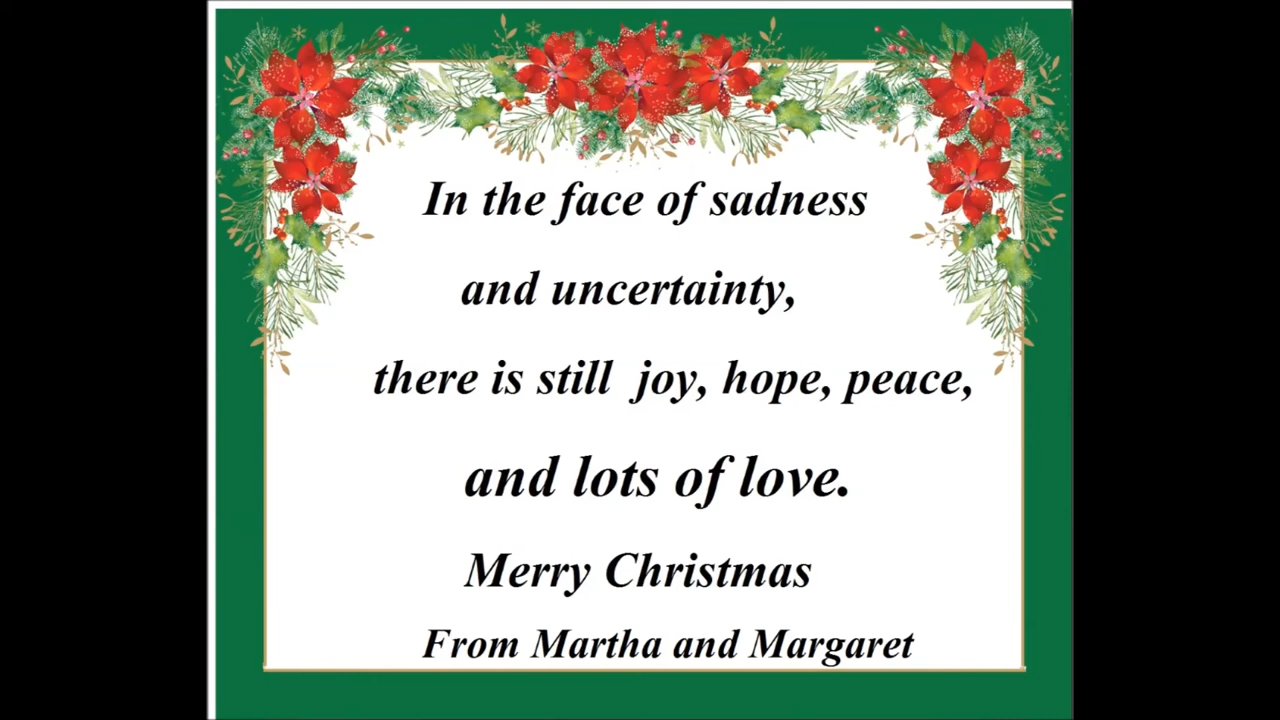 In the face of sadness
and uncertainty,
there is still joy, hope, peace,
and lots of love.
Merry Christmas
From Martha and Margaret